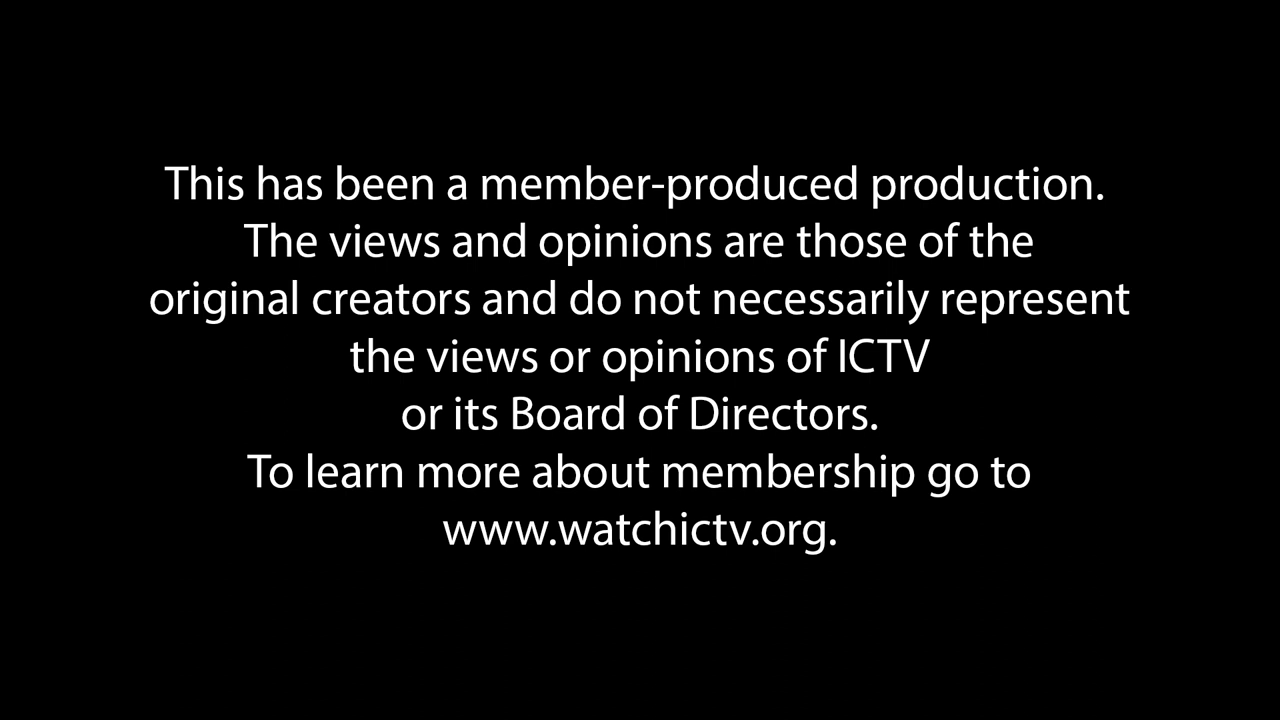 This has been a member-produced production.
The views and opinions are those of the
original creators and do not necessarily represent
the views or opinions of ICTV
or its Board of Directors.
To learn more about membership go to
www.watchictv.org.